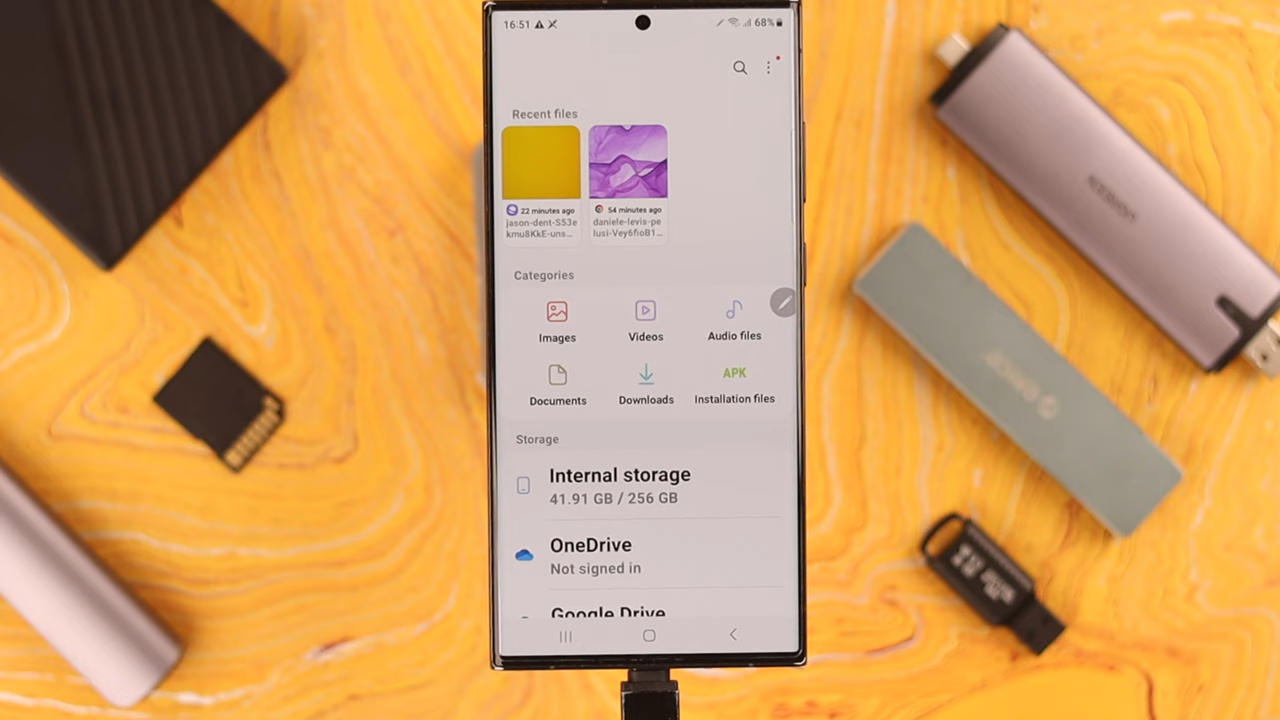 16:51
68%
Recent files
22 minutes ago
jason-dent-S53e
kmu8KkE-uns...
54 minutes ago
daniele-levis-pe
lusi-Vey6fioB1...
Categories
Images
Videos
Audio files
Documents
Downloads
APK
Installation files
Storage
Internal storage
41.91 GB / 256 GB
OneDrive
Not signed in
Google Drive
ORICO